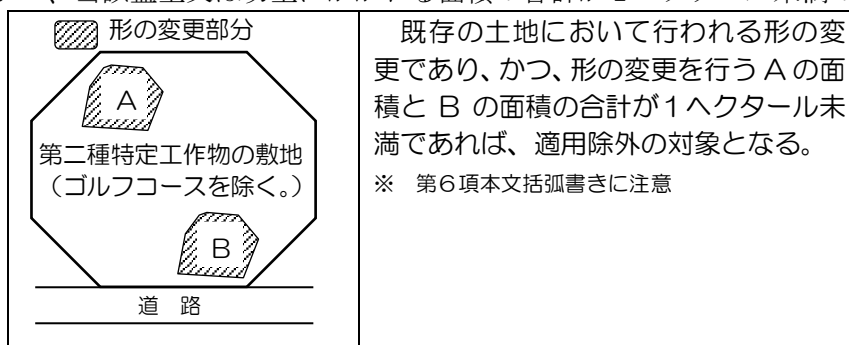 形の変更部分
A
第二種特定工作物の敷地
（ゴルフコースを除く。）
B
道 路
既存の土地において行われる形の変
更であり、かつ、形の変更を行うAの面
積と B の面積の合計が１ヘクタール未
満であれば、適用除外の対象となる。
※ 第６項本文括弧書きに注意